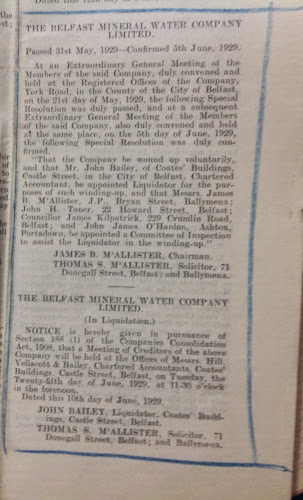 Dated this 12th day of June, 1929.
THE BELFAST MINERAL WATER COMPANY
LIMITED.
Passed 31st May, 1929—Confirmed 5th June, 1929.
At an Extraordinary General Meeting of the
Members of the said Company, duly convened and
held at the Registered Offices of the Company,
York Road, in the County of the City of Belfast,
on the 21st day of May, 1929, the following Special
Resolution was duly passed, and at a subsequent
Extraordinary General Meeting of the Members
of the said Company, also duly convened and held
at the same place, on the 5th day of June, 1929,
the following Special Resolution was duly con-
firmed.
"That the Company be wound up voluntarily,
and that Mr. John Bailey, of Coates' Buildings,
Castle Street, in the City of Belfast, Chartered
Accountant, be appointed Liquidator for the pur-
poses of such winding-up, and that Messrs. James
B. M'Allister, J.P., Bryan Street, Ballymena;
John H. Toner, 22 Howard Street, Belfast;
Councillor James Kilpatrick, 229 Crumlin Road,
Belfast; and John James O'Hanlon, Ashton,
Portadown, be appointed a Committee of Inspection
to assist the Liquidator in the winding-up."
JAMES B. M'ALLISTER, Chairman.
THOMAS S. M'ALLISTER, Solicitor, 71
Donegall Street, Belfast; and Ballymena.
THE BELFAST MINERAL WATER COMPANY
LIMITED.
(In Liquidation.)
NOTICE is hereby given in pursuance of
Section 188 (1) of the Companies Consolidation
Act, 1908, that a Meeting of Creditors of the above
Company will be held at the Offices of Messrs. Hill,
Vellacott & Bailey, Chartered Accountants, Coates'
Buildings, Castle Street, Belfast, on Tuesday, the
Twenty-fifth day of June, 1929, at 11-30 o'clock
in the forenoon.
Dated this 10th day of June, 1929.
JOHN BAILEY, Liquidator, Coates' Build-
ings, Castle Street, Belfast.
THOMAS S. M'ALLISTER, Solicitor, 71
Donegall Street, Belfast; and Ballymena.